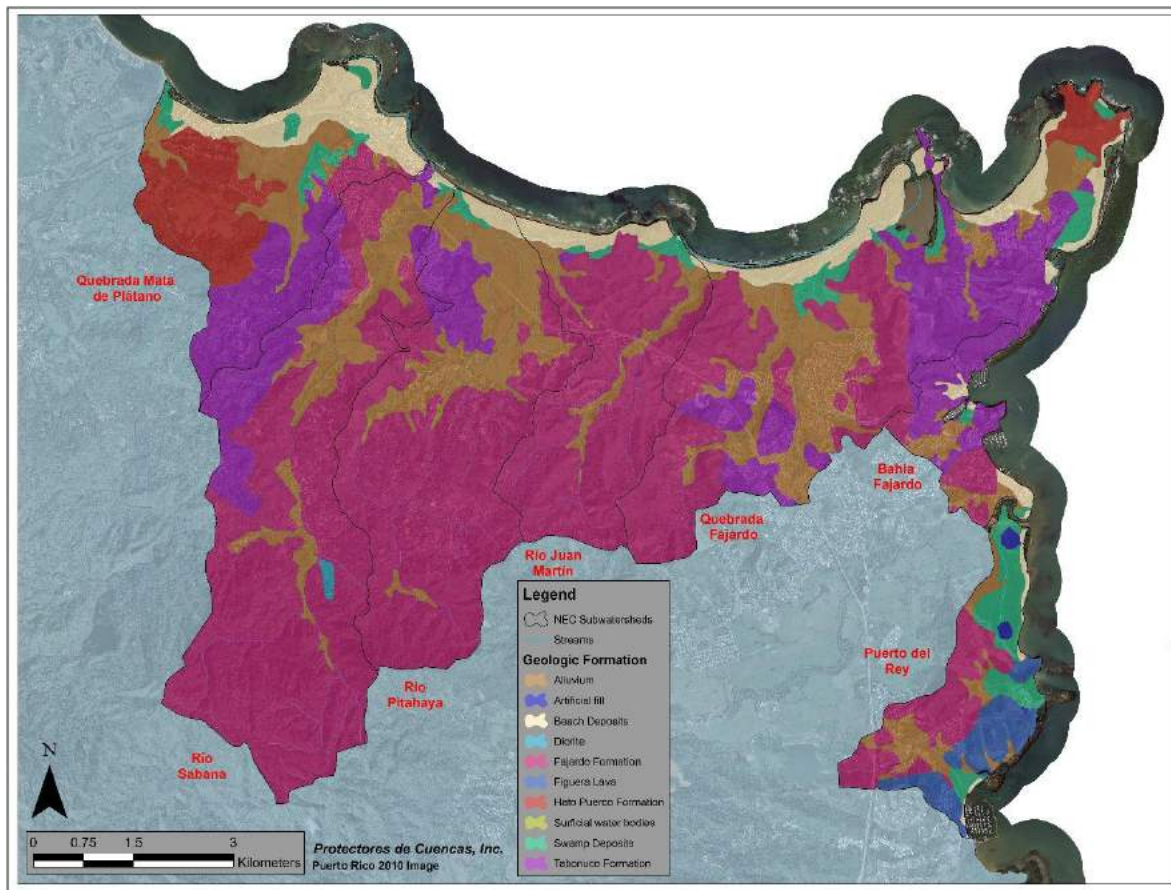 Quebrada Mata
de Plátano
Bahia
Fajardo
Quebrada
Fajardo
Río Juan
Martín
Puerto del
Rey
Río
Pitahaya
Río
Sabana
N
0 0.75 1.5 3
Kilometers
Protectores de Cuencas, Inc.
Puerto Rico 2010 Image
Legend
NEC Subwatersheds
Streams
Geologic Formation
Alluvium
Artificial fill
Beach Deposits
Diorite
Fajardo Formation
Figuera Lava
Hato Puerco Formation
Surficial water bodies
Swamp Deposits
Tabonuco Formation